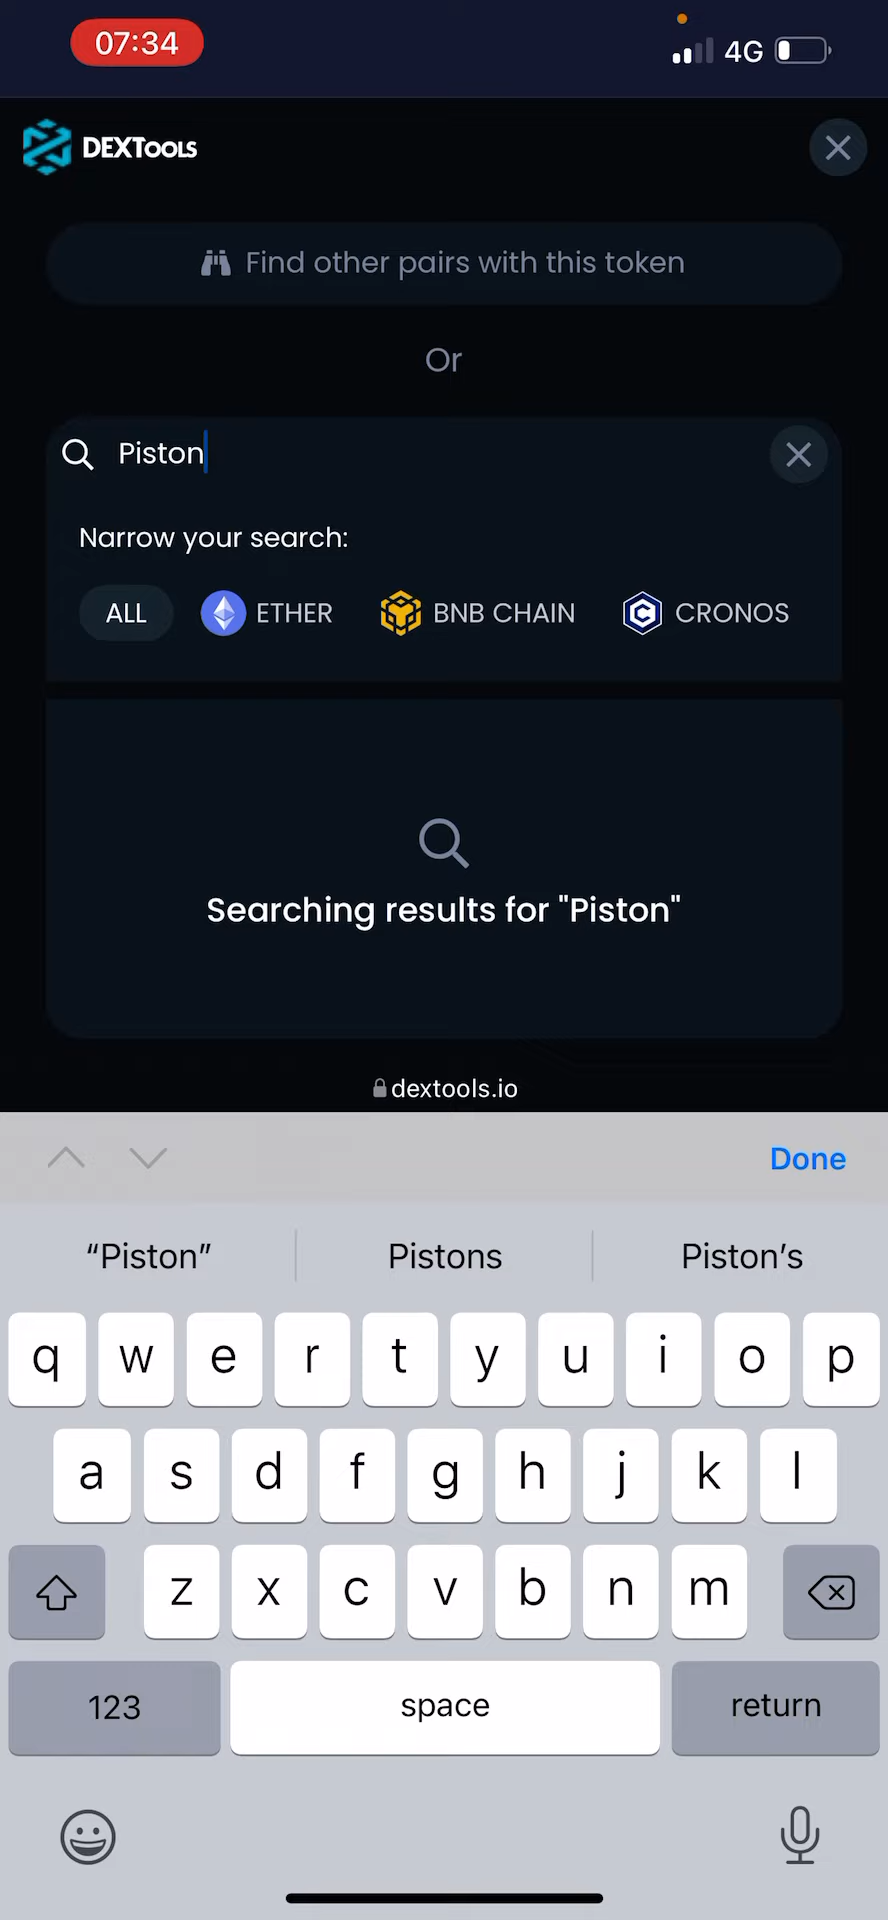 07:34
4G
DEXTOOLS
Find other pairs with this token
Or
Piston
Narrow your search:
ALL ETHER BNB CHAIN CRONOS
Searching results for "Piston"
dextools.io
Done
“Piston” Pistons Piston’s
q w e r t y u i o p
a s d f g h j k l
z x c v b n m
123 space return